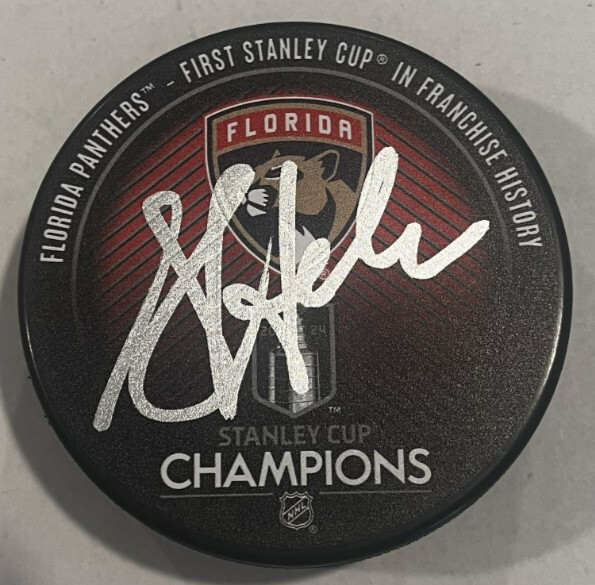 FLORIDA PANTHERS™ - FIRST STANLEY CUP® IN FRANCHISE HISTORY
FLORIDA
®
24
™
STANLEY CUP
CHAMPIONS
NHL
®